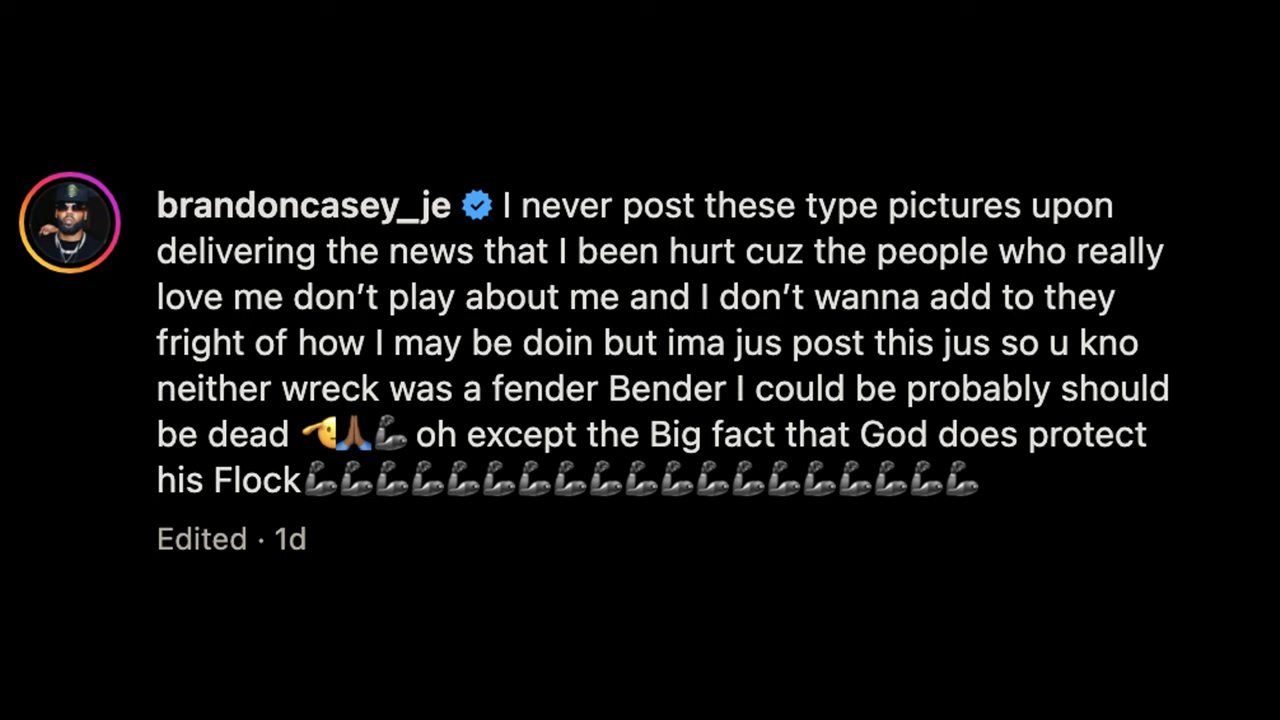 brandoncasey_je I never post these type pictures upon
delivering the news that I been hurt cuz the people who really
love me don’t play about me and I don’t wanna add to they
fright of how I may be doin but ima jus post this jus so u kno
neither wreck was a fender Bender I could be probably should
be dead 🫡🙏🏾🦾 oh except the Big fact that God does protect
his Flock🦾🦾🦾🦾🦾🦾🦾🦾🦾🦾🦾🦾🦾🦾🦾🦾🦾🦾🦾
Edited · 1d